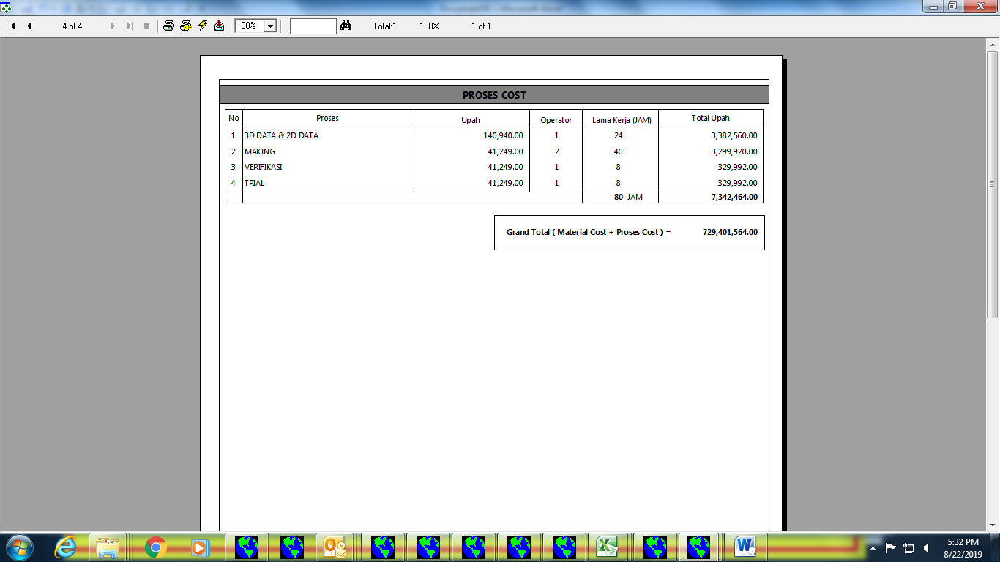 4 of 4 100% Total:1 100% 1 of 1
PROSES COST
No Proses Upah Operator Lama Kerja (JAM) Total Upah
1 3D DATA & 2D DATA 140,940.00 1 24 3,382,560.00
2 MAKING 41,249.00 2 40 3,299,920.00
3 VERIFIKASI 41,249.00 1 8 329,992.00
4 TRIAL 41,249.00 1 8 329,992.00
80 JAM 7,342,464.00
Grand Total ( Material Cost + Proses Cost ) = 729,401,564.00
5:32 PM
8/22/2019